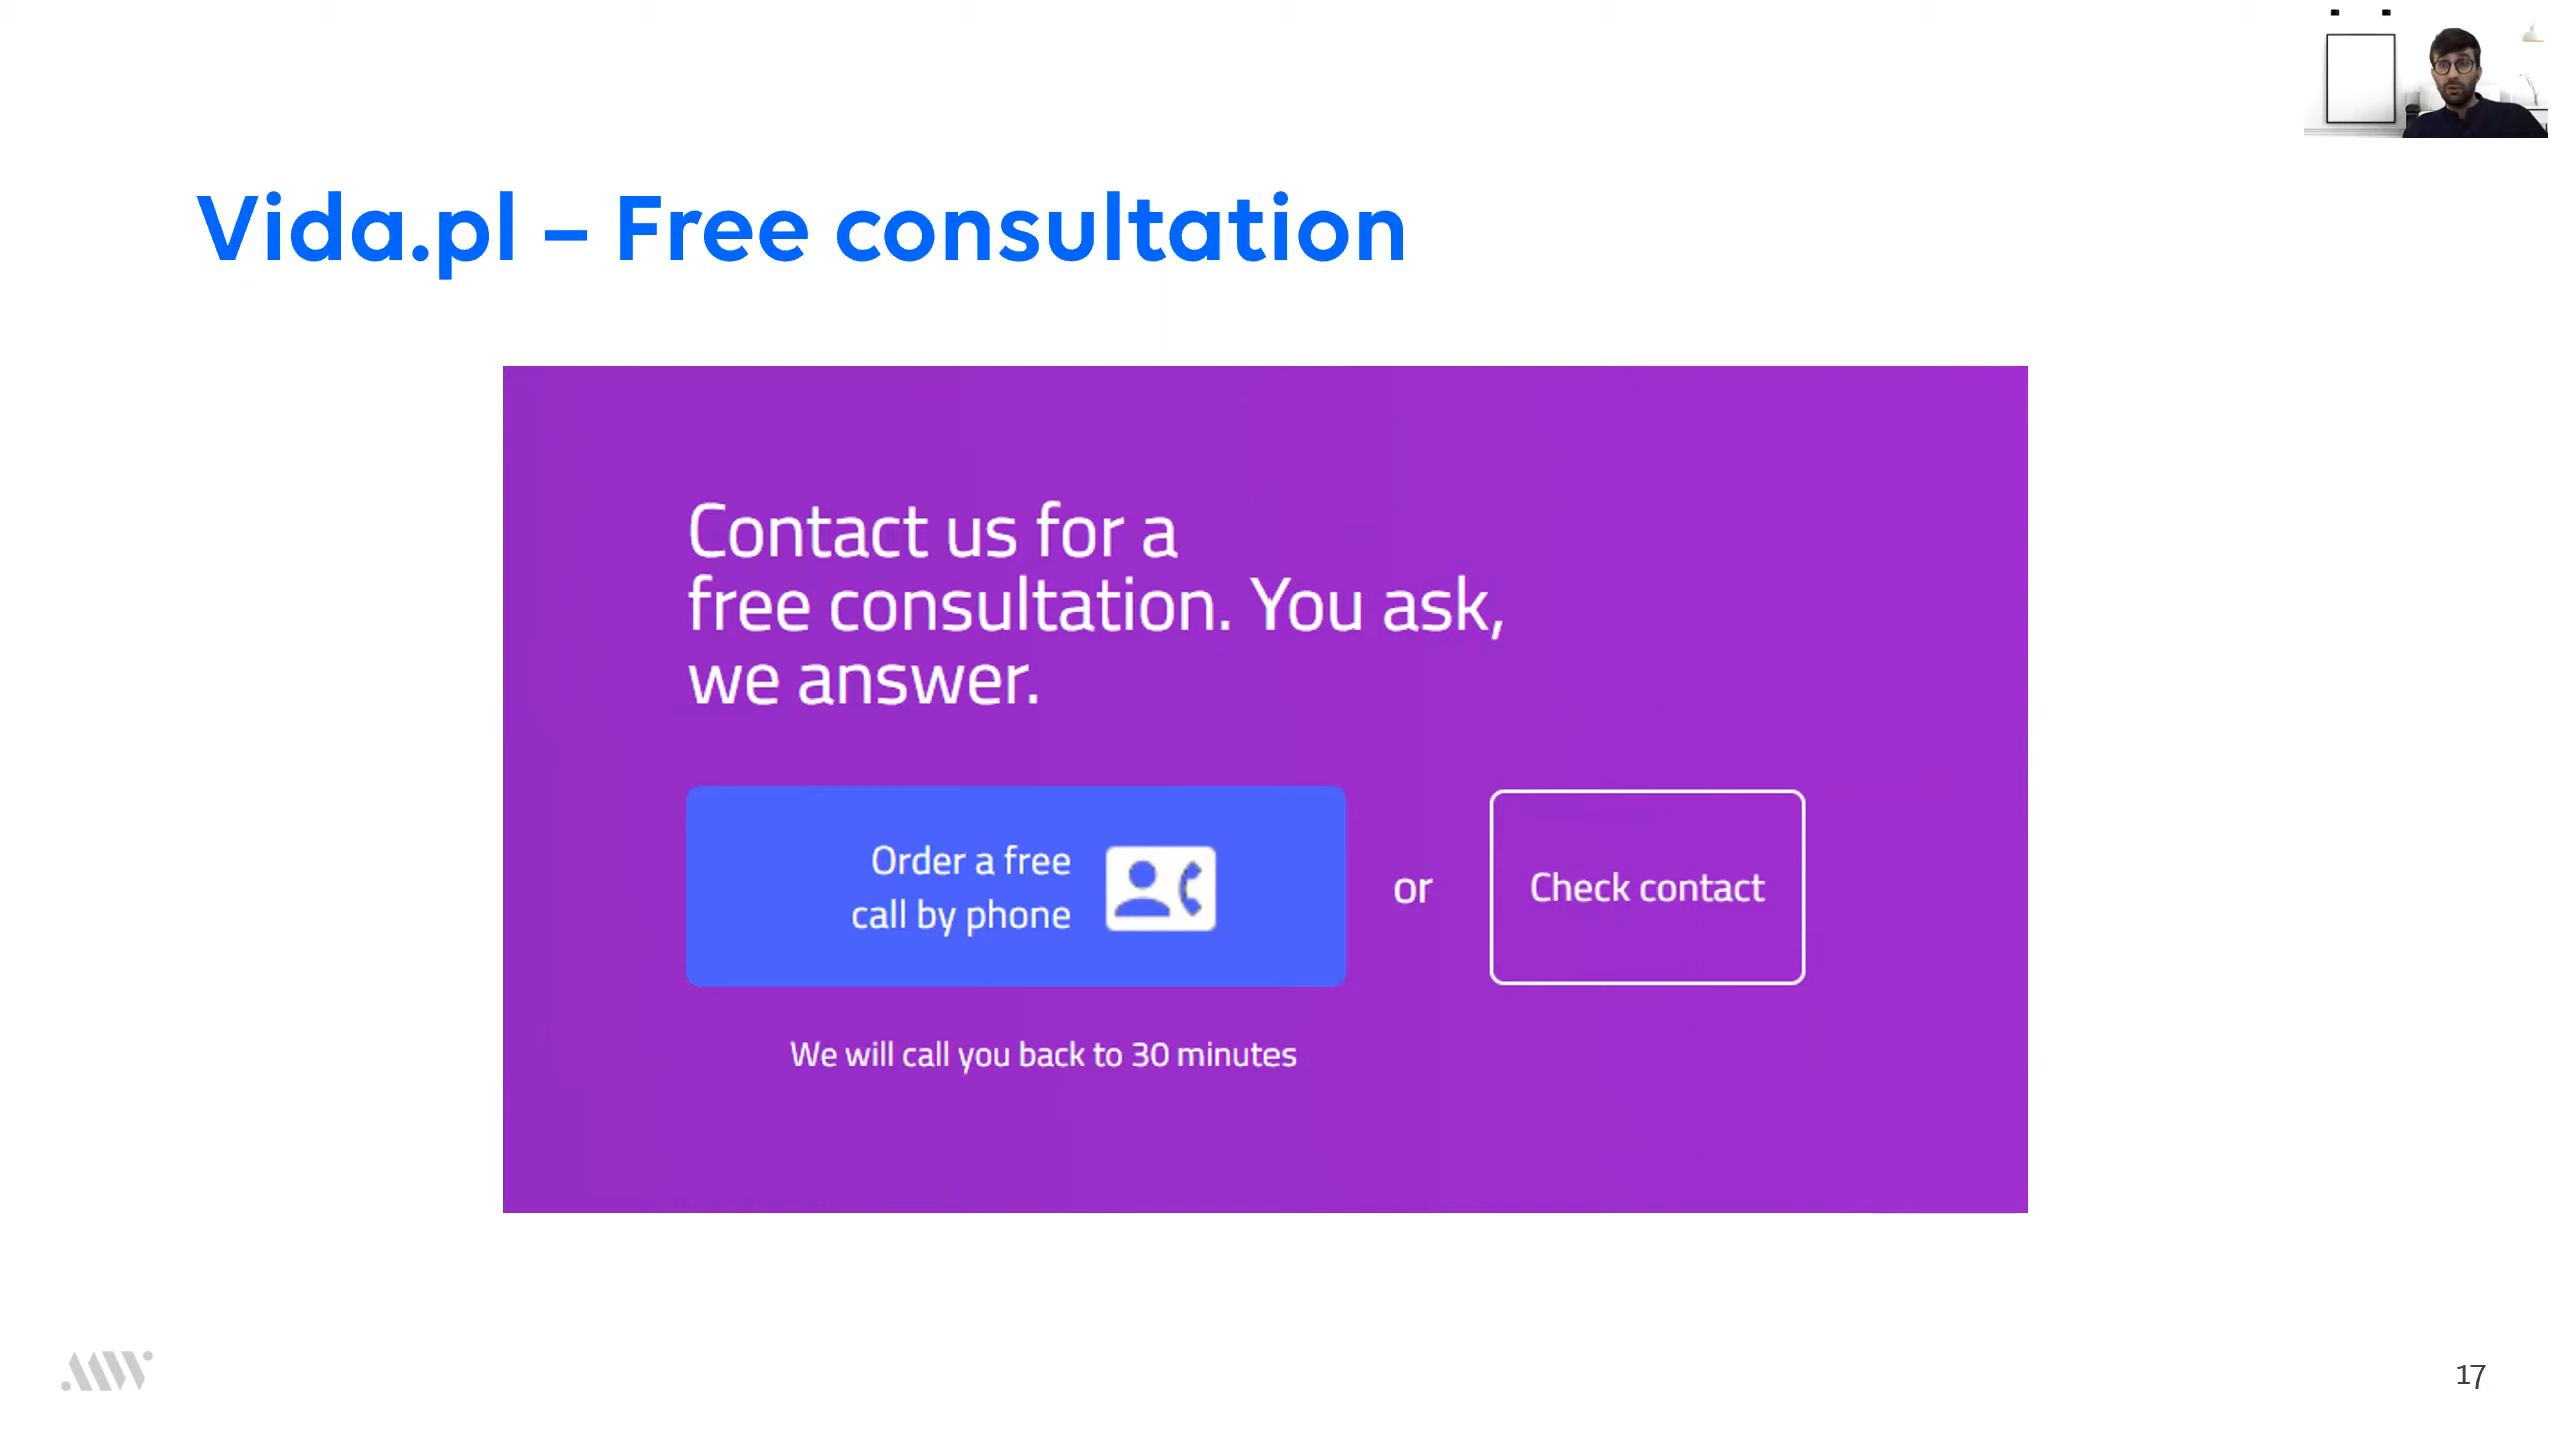 Vida.pl – Free consultation
Contact us for a
free consultation. You ask,
we answer.
Order a free
call by phone
or
Check contact
We will call you back to 30 minutes
17